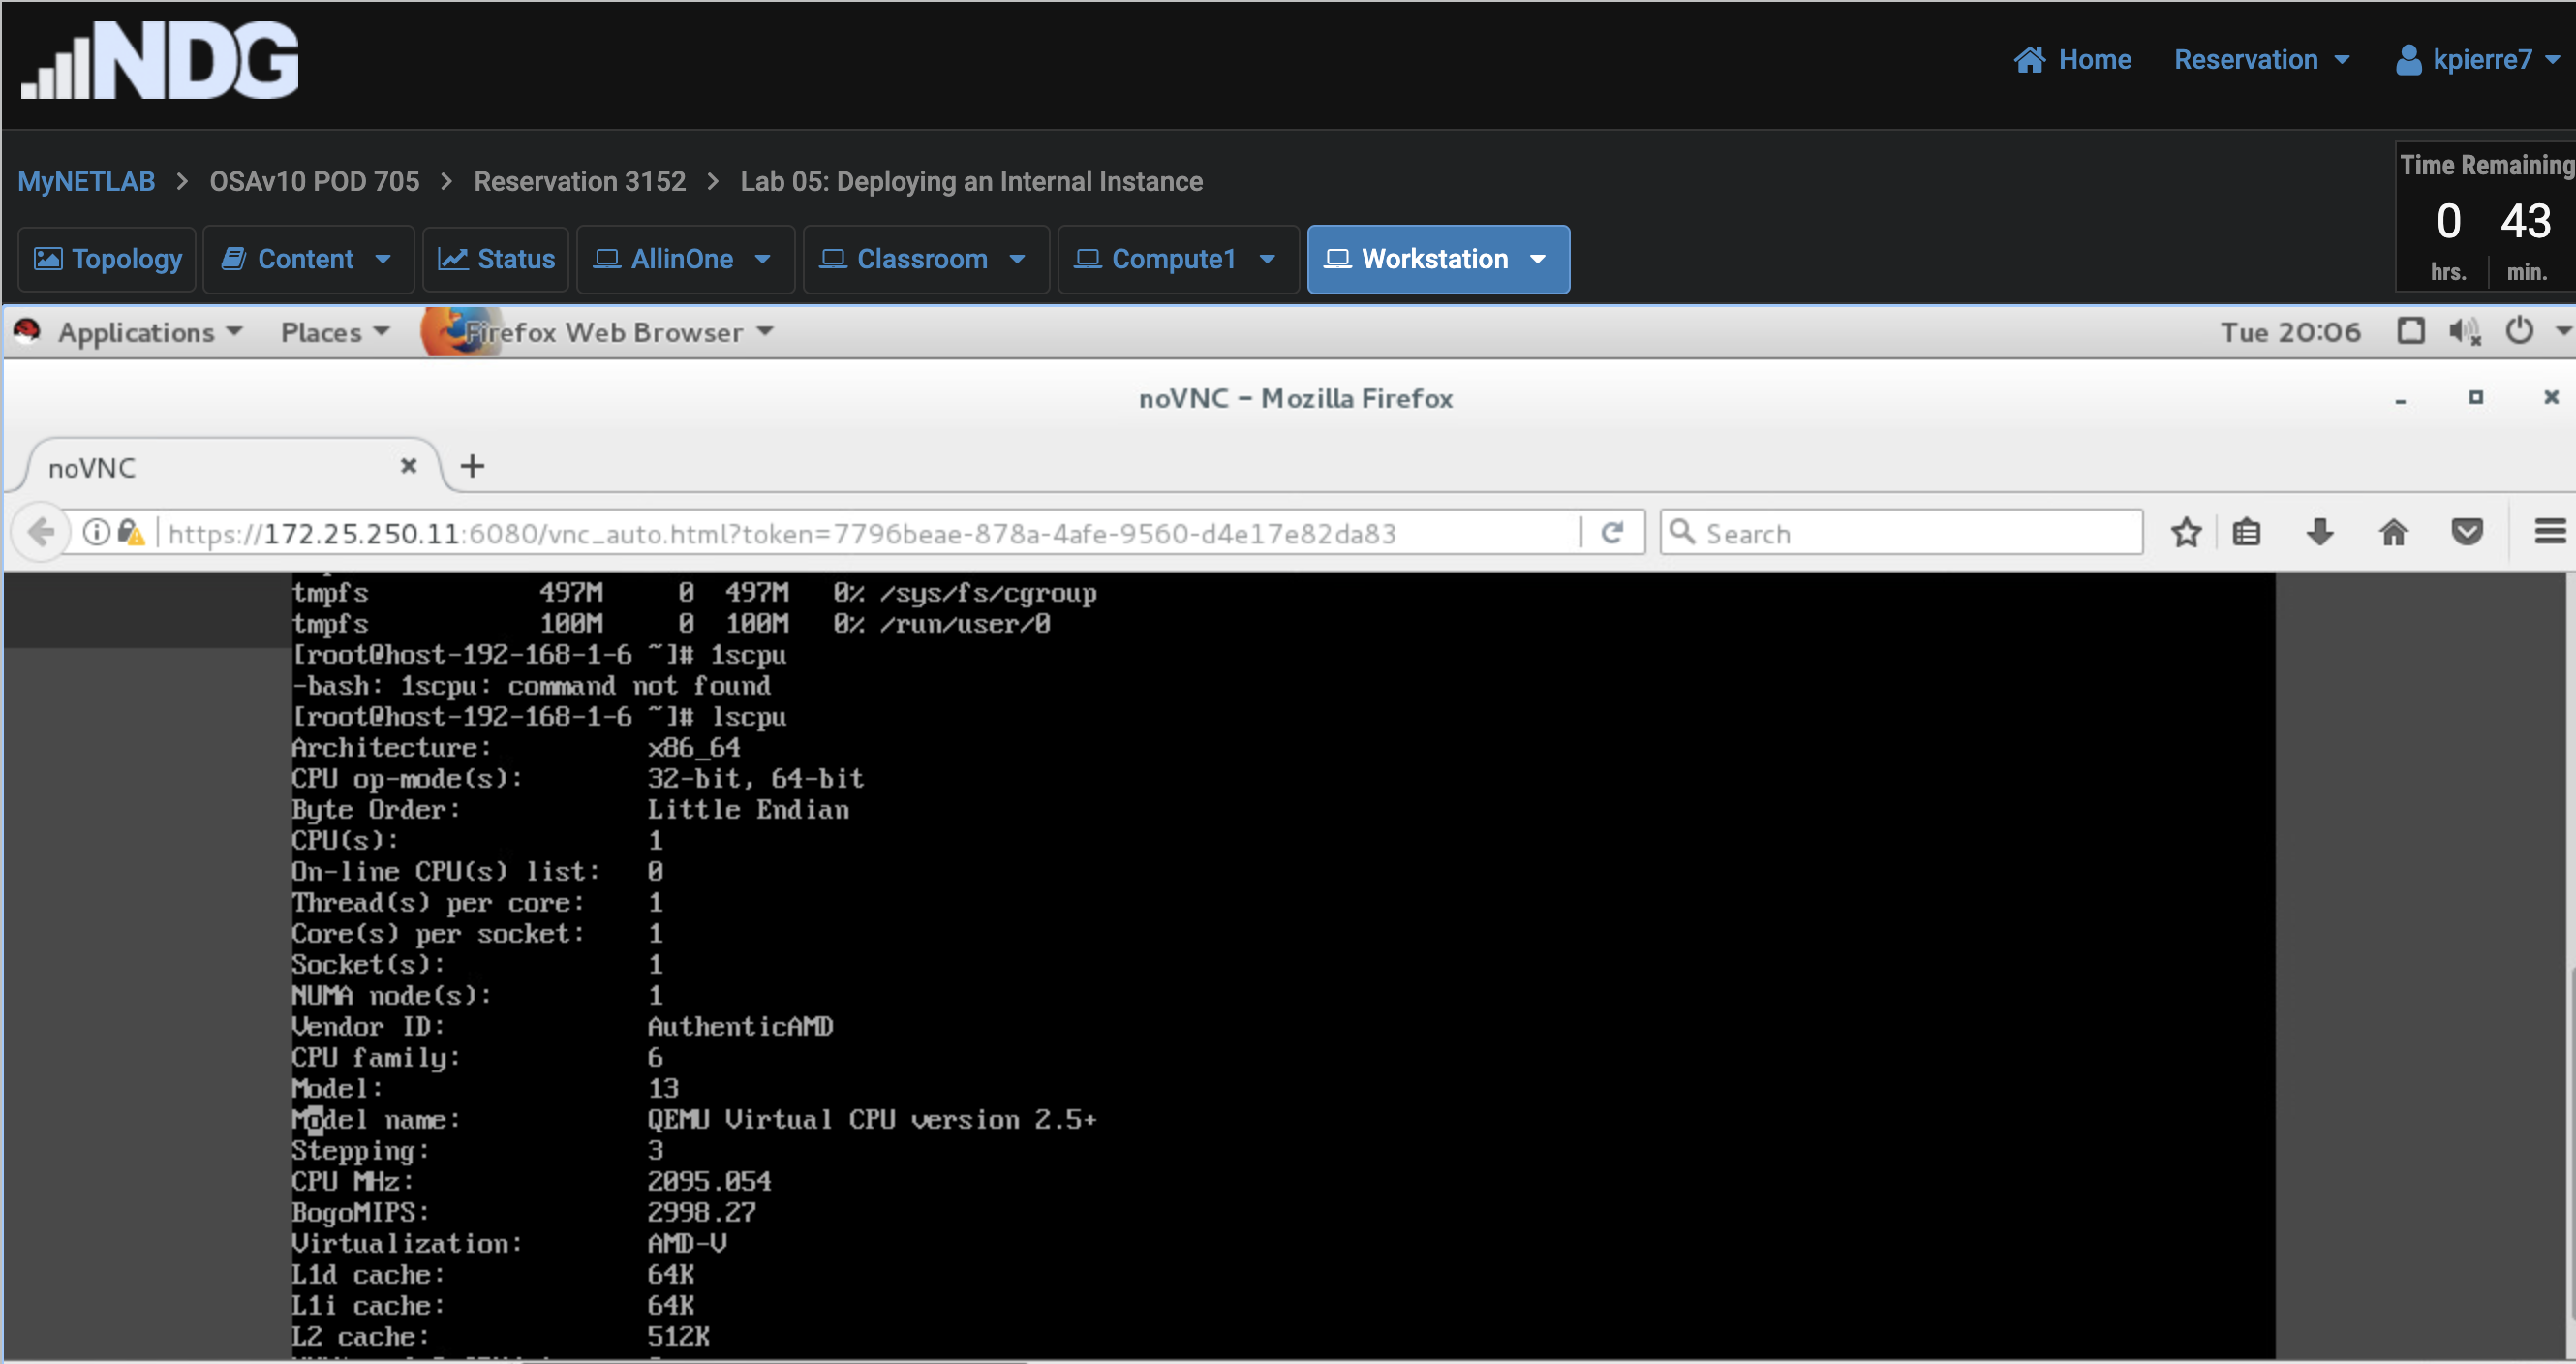 NDG
Home Reservation kpierre7
MyNETLAB > OSAv10 POD 705 > Reservation 3152 > Lab 05: Deploying an Internal Instance
Time Remaining
0 43
hrs. min.
Topology Content Status AllinOne Classroom Compute1 Workstation
Applications Places Firefox Web Browser Tue 20:06
noVNC - Mozilla Firefox
noVNC
https://172.25.250.11:6080/vnc_auto.html?token=7796beae-878a-4afe-9560-d4e17e82da83 Search
tmpfs 497M 0 497M 0% /sys/fs/cgroup
tmpfs 100M 0 100M 0% /run/user/0
[root@host-192-168-1-6 ~]# 1scpu
-bash: 1scpu: command not found
[root@host-192-168-1-6 ~]# lscpu
Architecture: x86_64
CPU op-mode(s): 32-bit, 64-bit
Byte Order: Little Endian
CPU(s): 1
On-line CPU(s) list: 0
Thread(s) per core: 1
Core(s) per socket: 1
Socket(s): 1
NUMA node(s): 1
Vendor ID: AuthenticAMD
CPU family: 6
Model: 13
Model name: QEMU Virtual CPU version 2.5+
Stepping: 3
CPU MHz: 2095.054
BogoMIPS: 2998.27
Virtualization: AMD-V
L1d cache: 64K
L1i cache: 64K
L2 cache: 512K